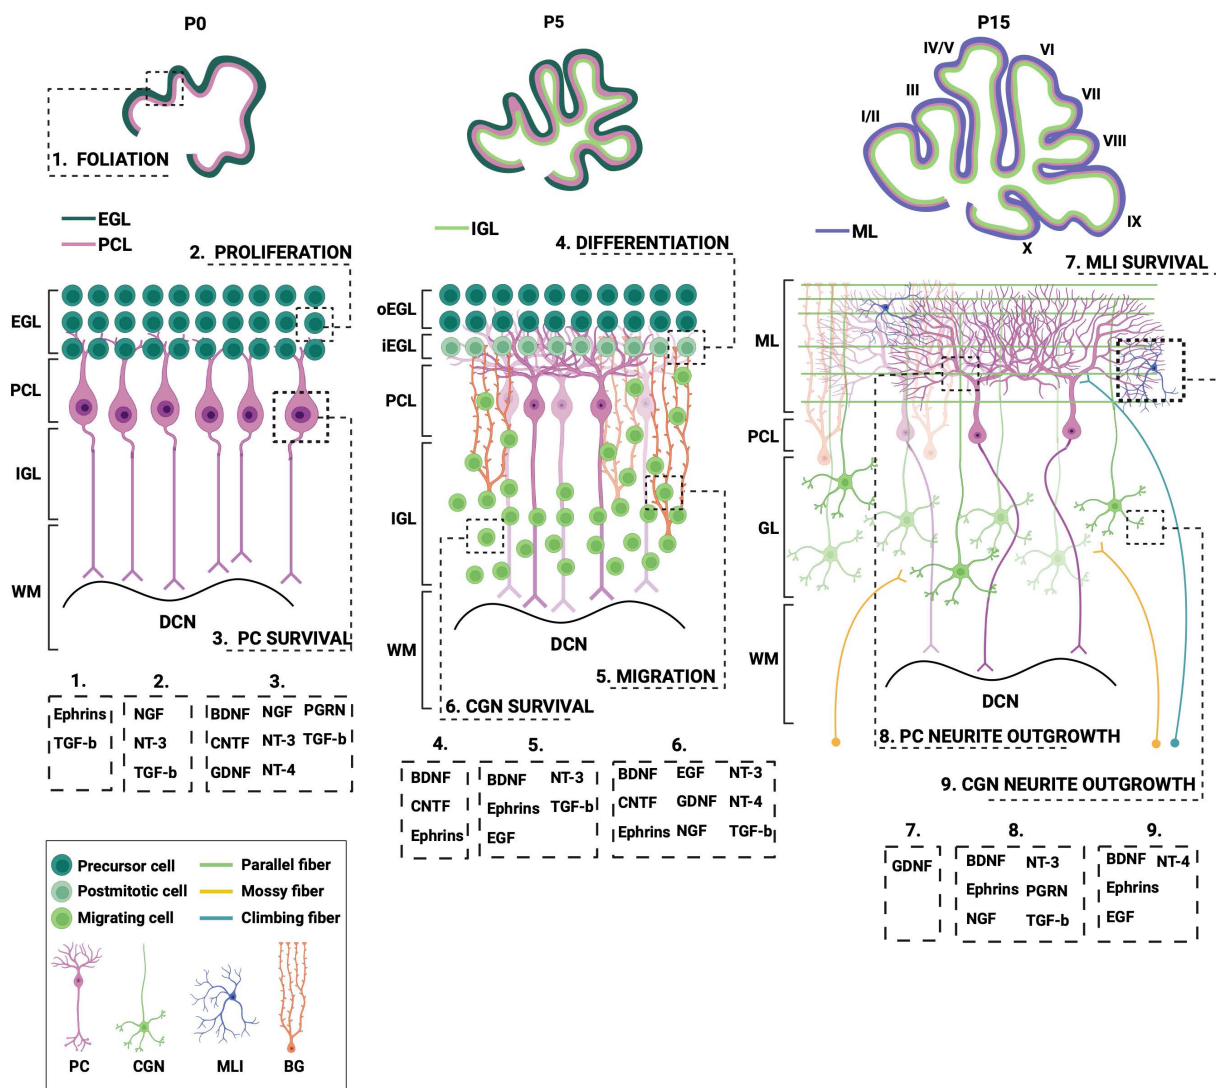 P0
P5
P15
IV/V
VI
III
VII
I/II
VIII
IX
X
1. FOLIATION
EGL
PCL
IGL
ML
2. PROLIFERATION
4. DIFFERENTIATION
7. MLI SURVIVAL
EGL
PCL
IGL
WM
DCN
3. PC SURVIVAL
oEGL
iEGL
PCL
IGL
WM
DCN
5. MIGRATION
6. CGN SURVIVAL
ML
PCL
GL
WM
DCN
8. PC NEURITE OUTGROWTH
9. CGN NEURITE OUTGROWTH
1.
Ephrins
TGF-b
2.
NGF
NT-3
TGF-b
3.
BDNF NGF PGRN
CNTF NT-3 TGF-b
GDNF NT-4
4.
BDNF
CNTF
Ephrins
5.
BDNF NT-3
Ephrins TGF-b
EGF
6.
BDNF EGF NT-3
CNTF GDNF NT-4
Ephrins NGF TGF-b
7.
GDNF
8.
BDNF NT-3
Ephrins PGRN
NGF TGF-b
9.
BDNF NT-4
Ephrins
EGF
Precursor cell
Postmitotic cell
Migrating cell
Parallel fiber
Mossy fiber
Climbing fiber
PC
CGN
MLI
BG